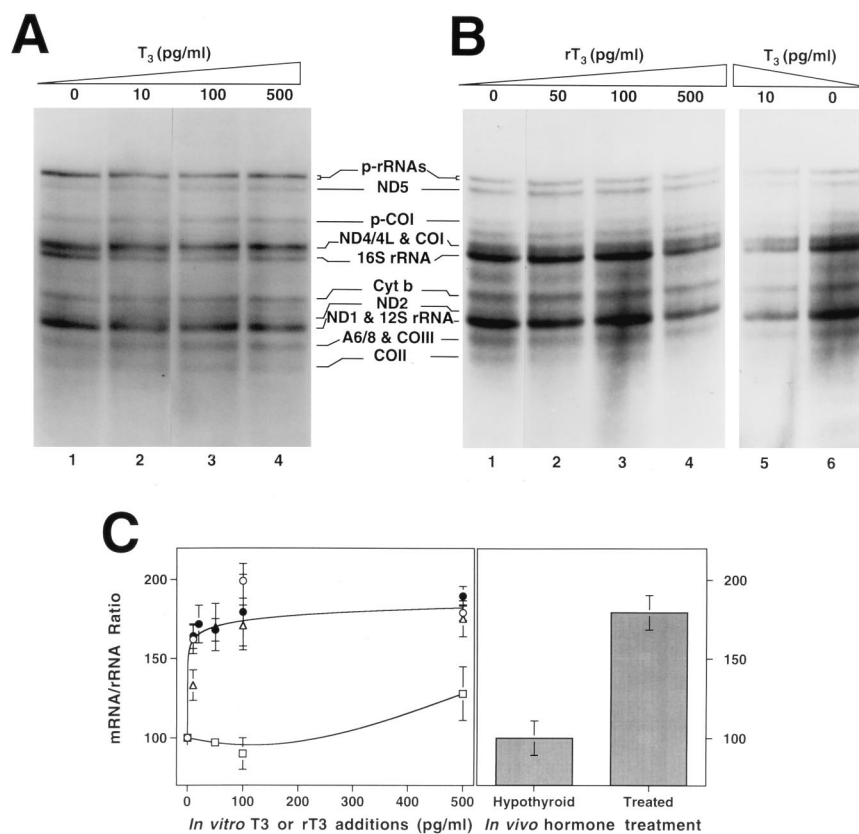 A
T3 (pg/ml)
0 10 100 500
B
rT3 (pg/ml) T3 (pg/ml)
0 50 100 500 10 0
p-rRNAs
ND5
p-COI
ND4/4L & COI
16S rRNA
Cyt b
ND2
ND1 & 12S rRNA
A6/8 & COIII
COII
1 2 3 4
1 2 3 4 5 6
C
mRNA/rRNA Ratio
200 200
150 150
100 100
0 100 200 300 400 500 Hypothyroid Treated
In vitro T3 or rT3 additions (pg/ml) In vivo hormone treatment